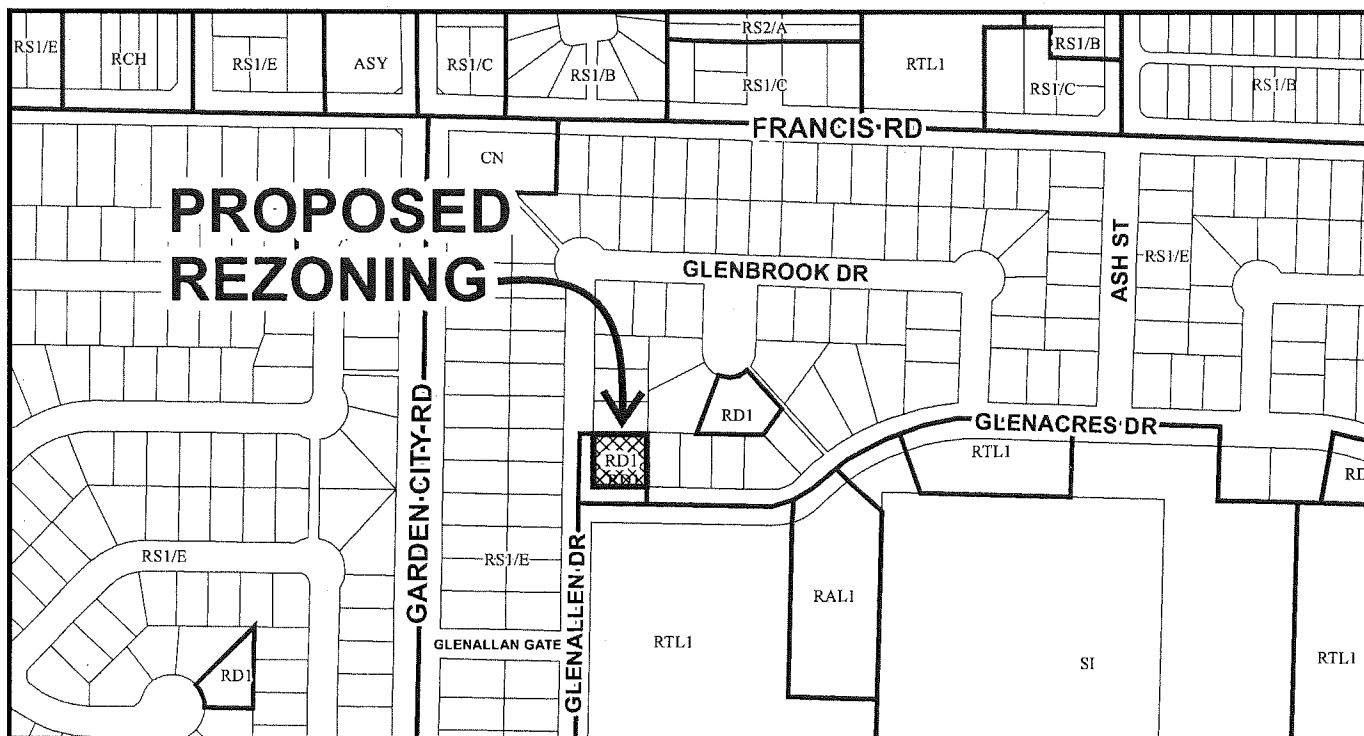 RS2/A
RS1/E
RCH
RS1/E
ASY
RS1/C
RS1/B
RS1/C
RTL1
RS1/B
RS1/C
RS1/B
FRANCIS RD
CN
PROPOSED
REZONING
GLENBROOK DR
ASH ST
RS1/E
GARDEN CITY RD
RD1
GLENACRES DR
RTL1
RD1
RS1/E
RS1/E
GLENALLEN DR
RAL1
GLENALLAN GATE
RTL1
SI
RTL1
RD1